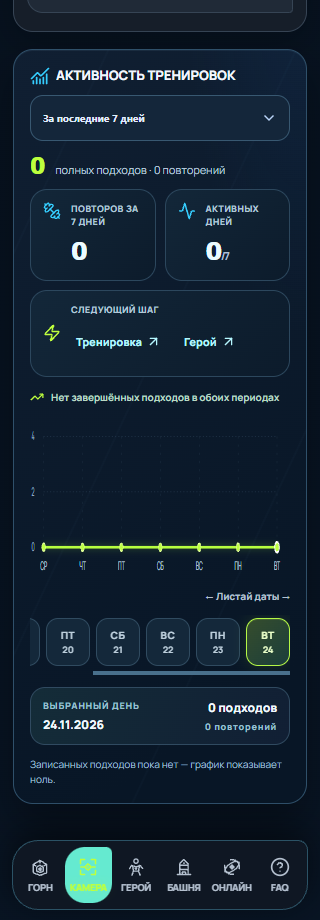 АКТИВНОСТЬ ТРЕНИРОВОК
За последние 7 дней
0 полных подходов · 0 повторений
ПОВТОРОВ ЗА
7 ДНЕЙ
0
АКТИВНЫХ
ДНЕЙ
0/7
СЛЕДУЮЩИЙ ШАГ
Тренировка ↗ Герой ↗
Нет завершённых подходов в обоих периодах
4
2
0
СР ЧТ ПТ СБ ВС ПН ВТ
← Листай даты →
ПТ СБ ВС ПН ВТ
20 21 22 23 24
ВЫБРАННЫЙ ДЕНЬ
24.11.2026
0 подходов
0 повторений
Записанных подходов пока нет — график показывает
ноль.
ГОРН КАМЕРА ГЕРОЙ БАШНЯ ОНЛАЙН FAQ